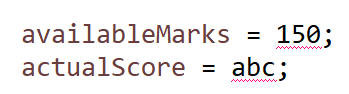 availableMarks = 150;
actualScore = abc;